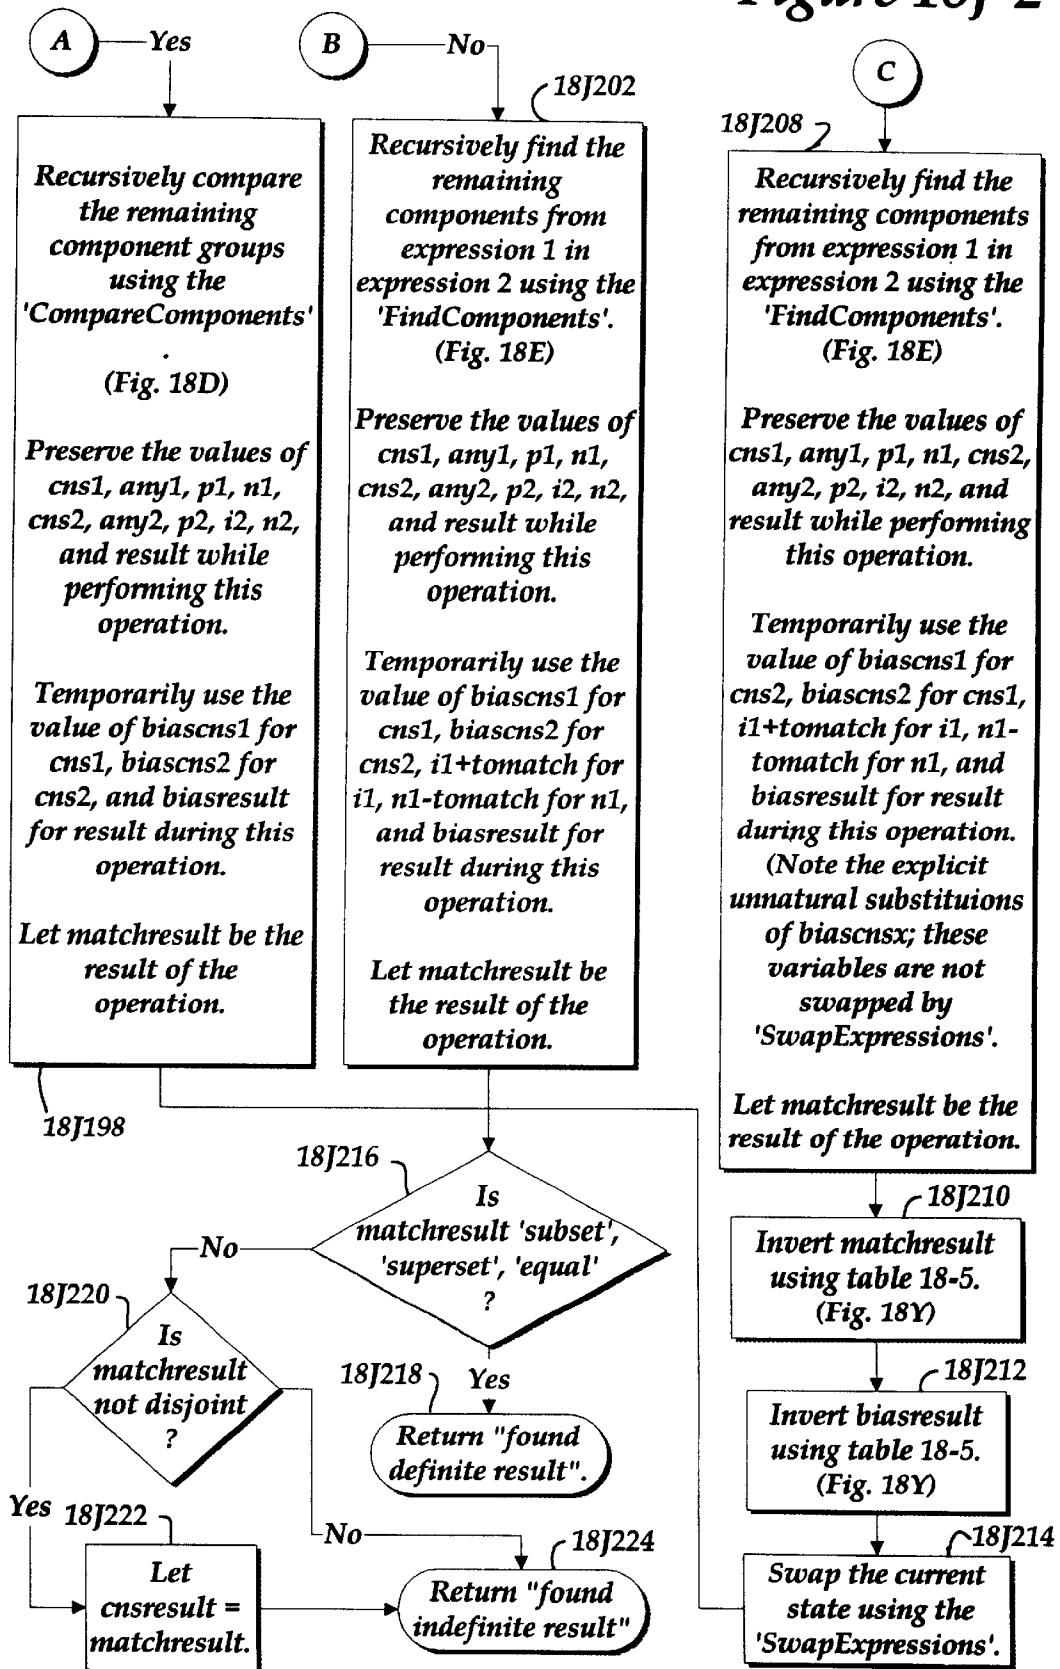 Figure 18J-2
A
Yes
B
No
C
18J202
18J208
Recursively compare
the remaining
component groups
using the
'CompareComponents'
.
(Fig. 18D)
Preserve the values of
cns1, any1, p1, n1,
cns2, any2, p2, i2, n2,
and result while
performing this
operation.
Temporarily use the
value of biascns1 for
cns1, biascns2 for
cns2, and biasresult
for result during this
operation.
Let matchresult be the
result of the
operation.
18J198
Recursively find the
remaining
components from
expression 1 in
expression 2 using the
'FindComponents'.
(Fig. 18E)
Preserve the values of
cns1, any1, p1, n1,
cns2, any2, p2, i2, n2,
and result while
performing this
operation.
Temporarily use the
value of biascns1 for
cns1, biascns2 for
cns2, i1+tomatch for
i1, n1-tomatch for n1,
and biasresult for
result during this
operation.
Let matchresult be
the result of the
operation.
Recursively find the
remaining components
from expression 1 in
expression 2 using the
'FindComponents'.
(Fig. 18E)
Preserve the values of
cns1, any1, p1, n1, cns2,
any2, p2, i2, n2, and
result while performing
this operation.
Temporarily use the
value of biascns1 for
cns2, biascns2 for cns1,
i1+tomatch for i1, n1-
tomatch for n1, and
biasresult for result
during this operation.
(Note the explicit
unnatural substituions
of biascnsx; these
variables are not
swapped by
'SwapExpressions'.
Let matchresult be the
result of the operation.
18J210
Invert matchresult
using table 18-5.
(Fig. 18Y)
18J212
Invert biasresult
using table 18-5.
(Fig. 18Y)
18J214
Swap the current
state using the
'SwapExpressions'.
18J216
Is
matchresult 'subset',
'superset', 'equal'
?
No
18J220
Is
matchresult
not disjoint
?
18J218
Yes
Return "found
definite result".
Yes
18J222
No
18J224
Let
cnsresult =
matchresult.
Return "found
indefinite result"